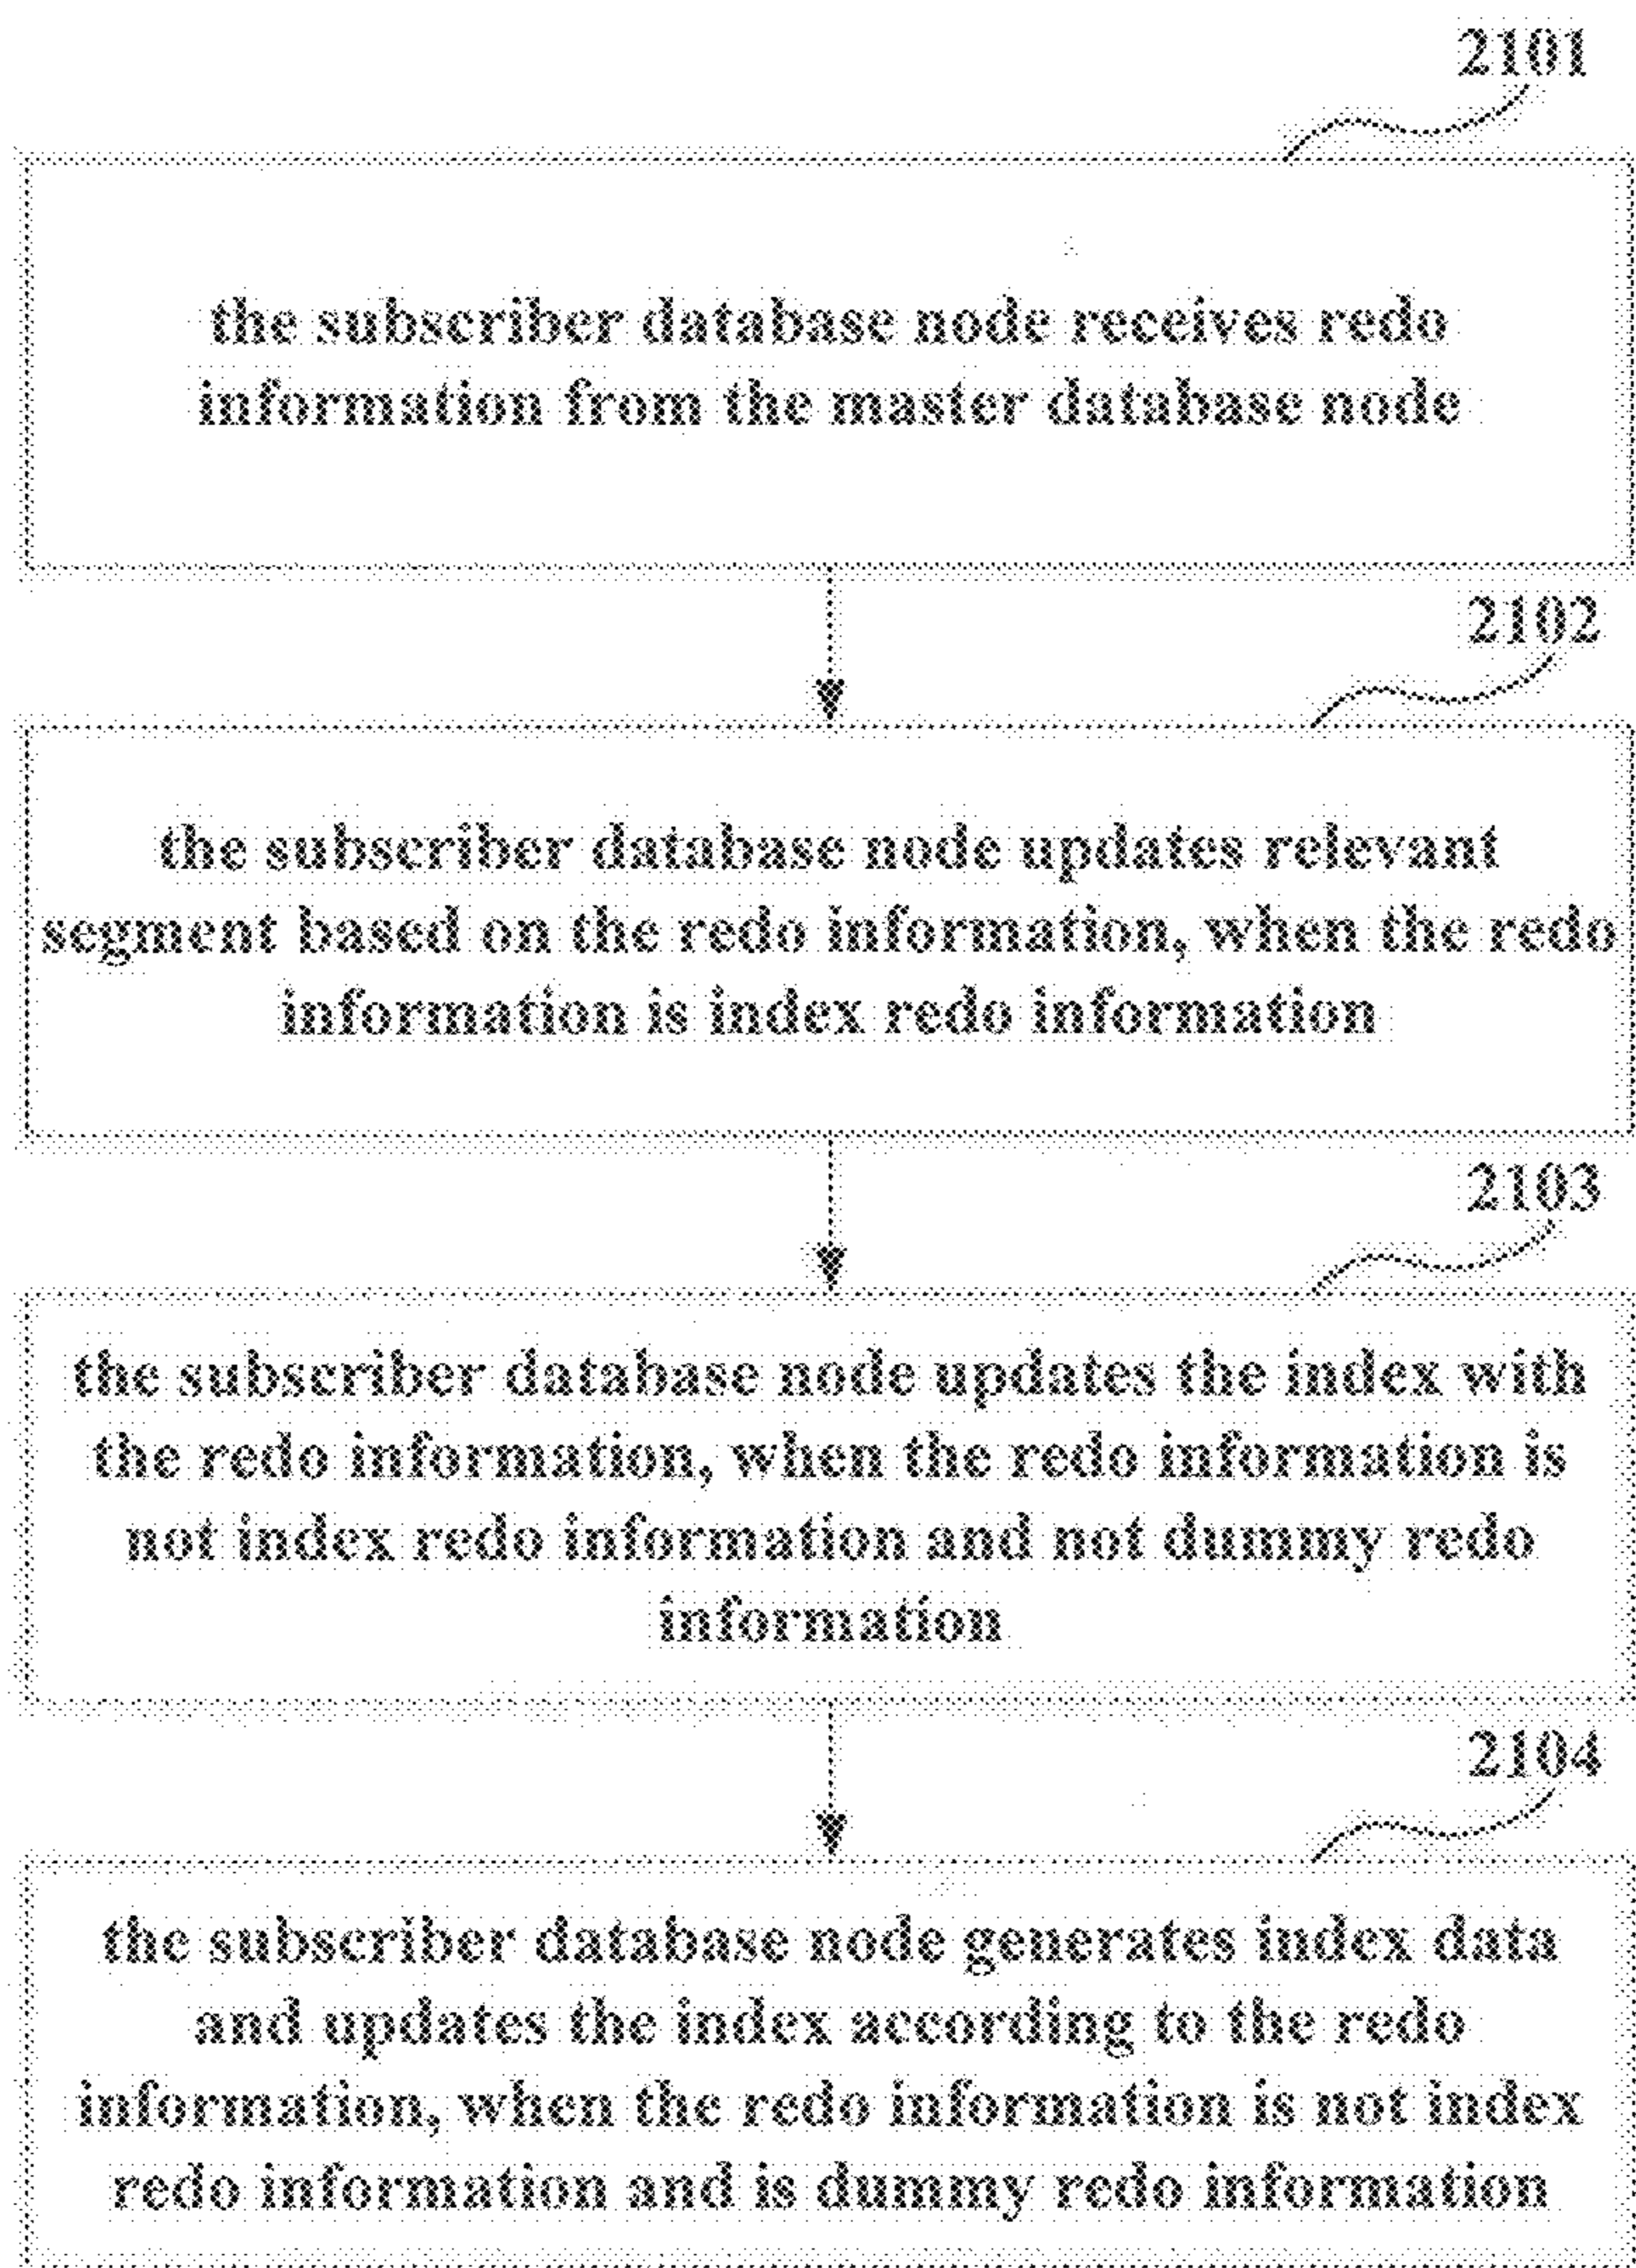 2101
the subscriber database node receives redo
information from the master database node
2102
the subscriber database node updates relevant
segment based on the redo information, when the redo
information is index redo information
2103
the subscriber database node updates the index with
the redo information, when the redo information is
not index redo information and not dummy redo
information
2104
the subscriber database node generates index data
and updates the index according to the redo
information, when the redo information is not index
redo information and is dummy redo information